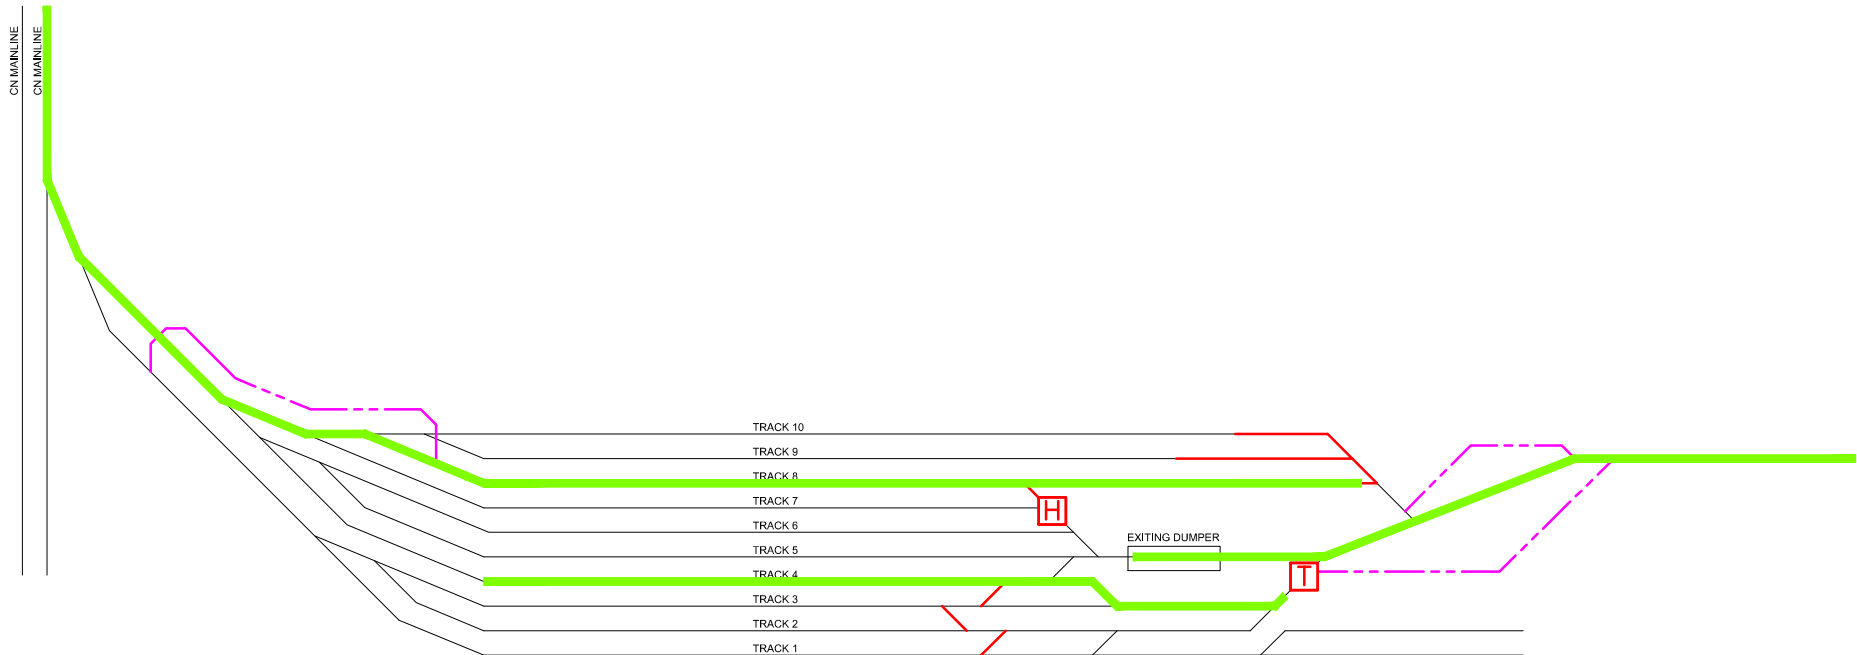 CN MAINLINE
CN MAINLINE
TRACK 10
TRACK 9
TRACK 8
TRACK 7
H
TRACK 6
EXITING DUMPER
TRACK 5
TRACK 4
T
TRACK 3
TRACK 2
TRACK 1